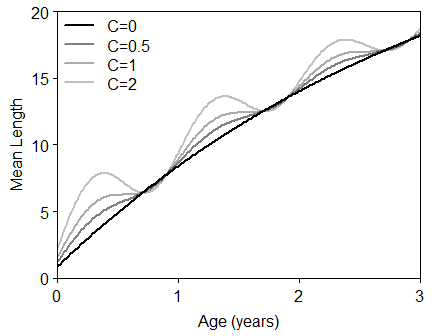 20
15
10
5
0
Mean Length
C=0
C=0.5
C=1
C=2
0 1 2 3
Age (years)